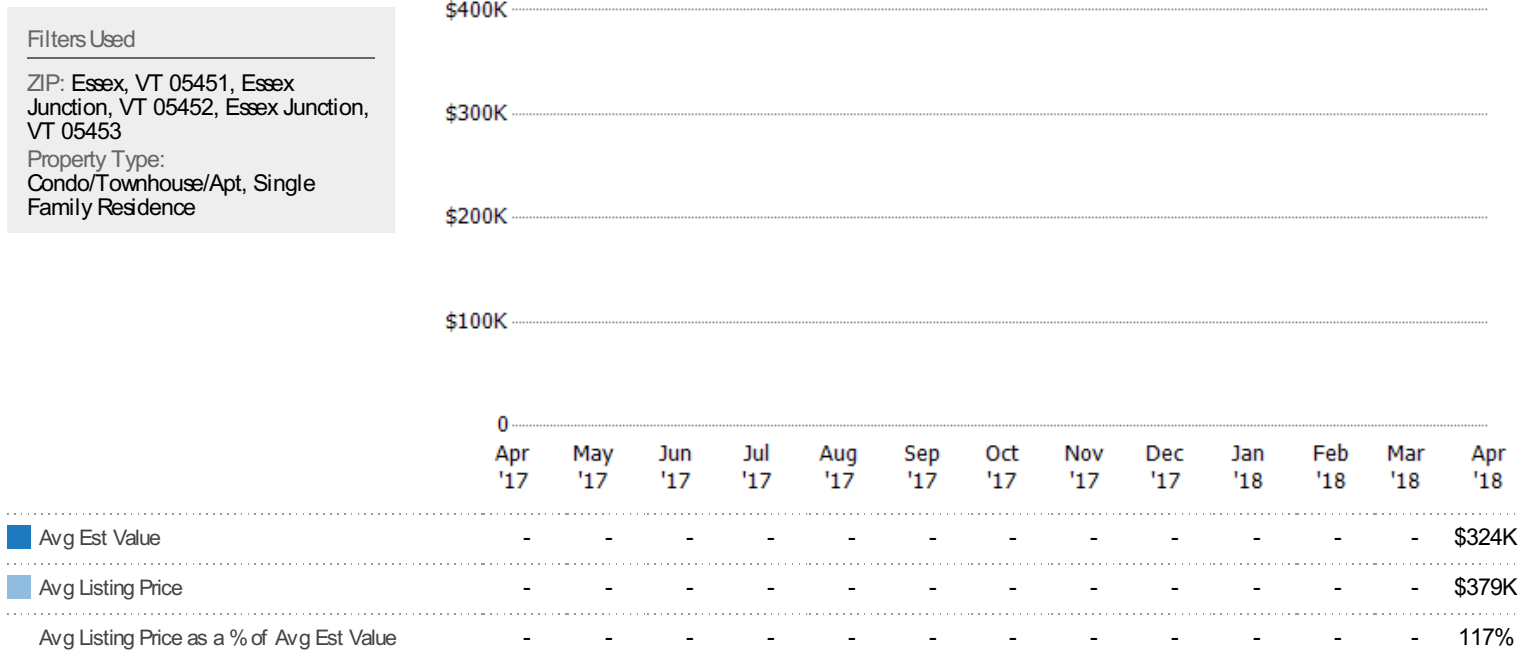 Filters Used
ZIP: Essex, VT 05451, Essex
Junction, VT 05452, Essex Junction,
VT 05453
Property Type:
Condo/Townhouse/Apt, Single
Family Residence
$400K
$300K
$200K
$100K
0
Apr May Jun Jul Aug Sep Oct Nov Dec Jan Feb Mar Apr
'17 '17 '17 '17 '17 '17 '17 '17 '17 '18 '18 '18 '18
Avg Est Value - - - - - - - - - - - - $324K
Avg Listing Price - - - - - - - - - - - - $379K
Avg Listing Price as a % of Avg Est Value - - - - - - - - - - - - 117%